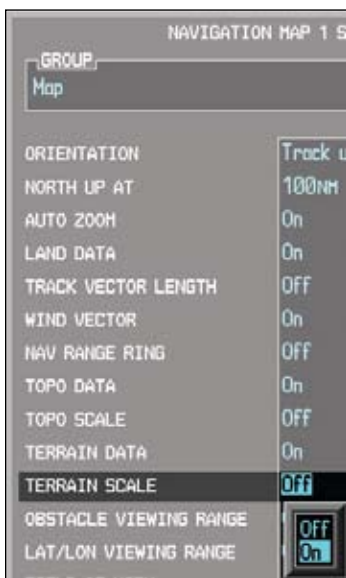 NAVIGATION MAP 1 S
GROUP
Map
ORIENTATION Track u
NORTH UP AT 100NM
AUTO ZOOM On
LAND DATA On
TRACK VECTOR LENGTH Off
WIND VECTOR On
NAV RANGE RING Off
TOPO DATA On
TOPO SCALE Off
TERRAIN DATA On
TERRAIN SCALE Off
OBSTACLE VIEWING RANGE
Off
On
LAT/LON VIEWING RANGE